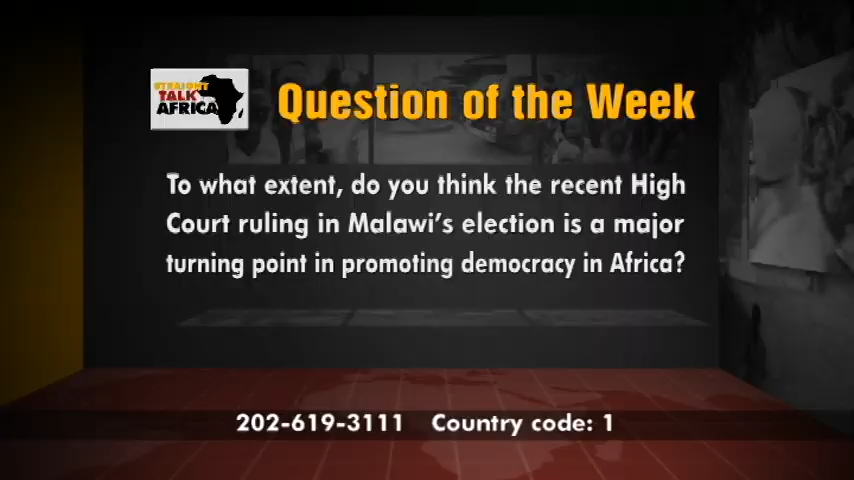 STRAIGHT
TALK
AFRICA
Question of the Week
To what extent, do you think the recent High
Court ruling in Malawi's election is a major
turning point in promoting democracy in Africa?
202-619-3111 Country code: 1